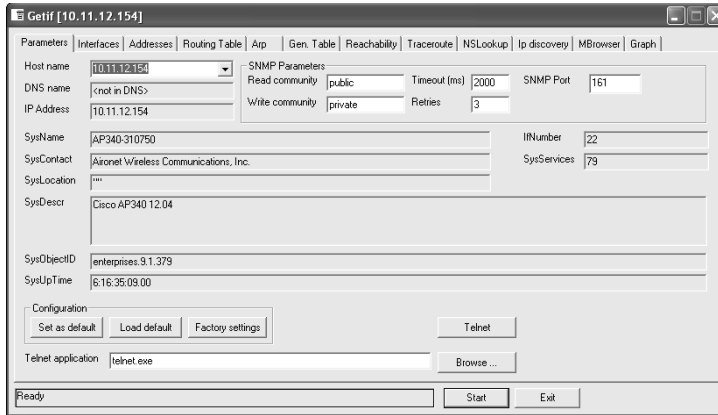 Getif [10.11.12.154]
Parameters Interfaces Addresses Routing Table Arp Gen. Table Reachability Traceroute NSLookup Ip discovery MBrowser Graph
Host name 10.11.12.154
SNMP Parameters
Read community public Timeout (ms) 2000 SNMP Port 161
DNS name <not in DNS>
Write community private Retries 3
IP Address 10.11.12.154
SysName AP340-310750 IfNumber 22
SysContact Aironet Wireless Communications, Inc. SysServices 79
SysLocation """
SysDescr Cisco AP340 12.04
SysObjectID enterprises.9.1.379
SysUpTime 6:16:35:09.00
Configuration
Set as default Load default Factory settings Telnet
Telnet application telnet.exe Browse ...
Ready Start Exit